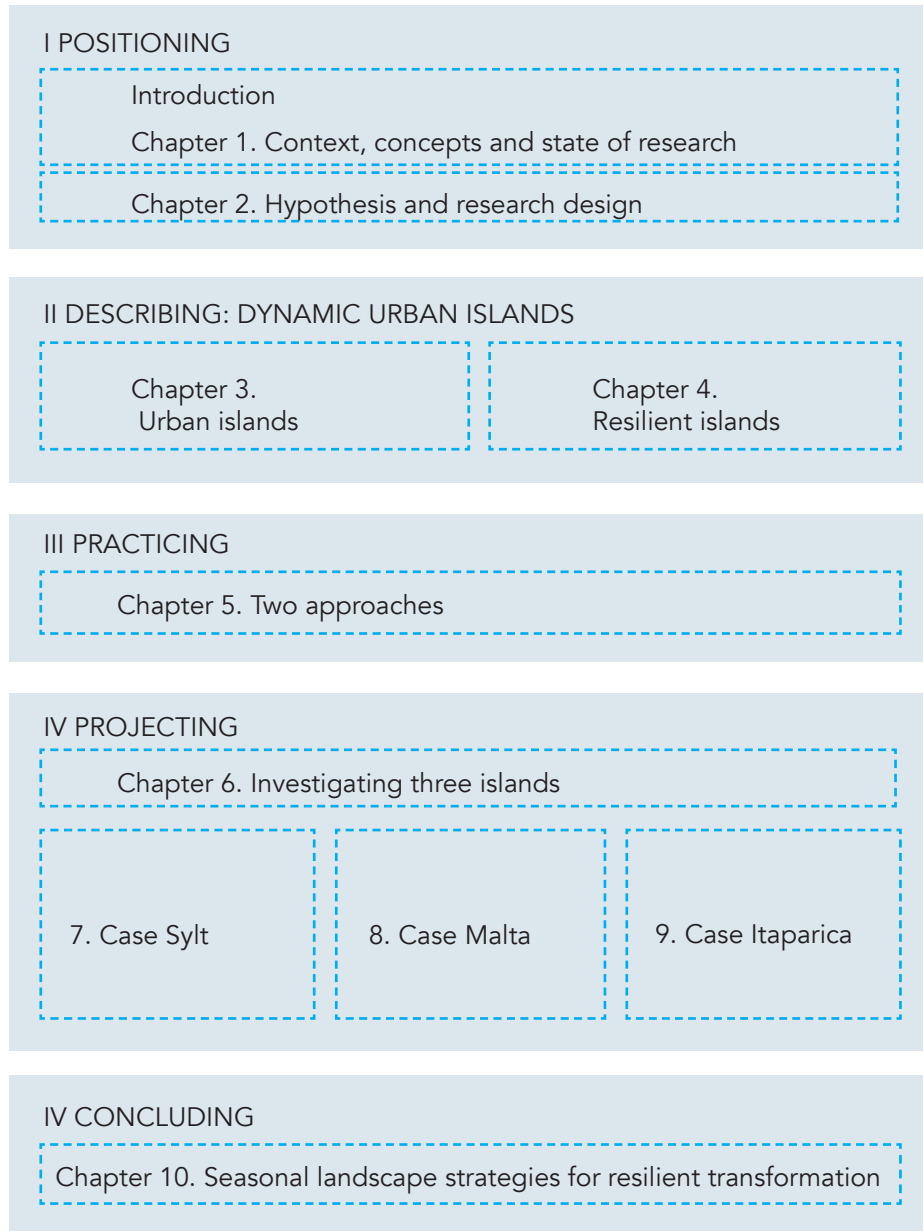 I POSITIONING
Introduction
Chapter 1. Context, concepts and state of research
Chapter 2. Hypothesis and research design
II DESCRIBING: DYNAMIC URBAN ISLANDS
Chapter 3.
Urban islands
Chapter 4.
Resilient islands
III PRACTICING
Chapter 5. Two approaches
IV PROJECTING
Chapter 6. Investigating three islands
7. Case Sylt
8. Case Malta
9. Case Itaparica
IV CONCLUDING
Chapter 10. Seasonal landscape strategies for resilient transformation